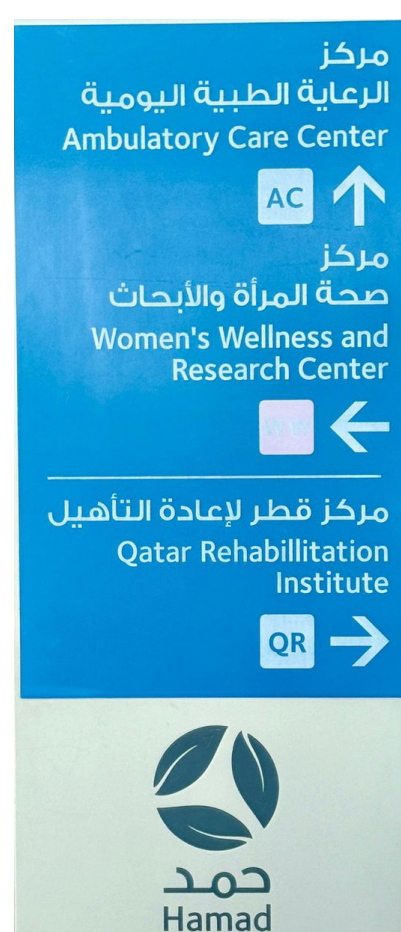 مركز
الرعاية الطبية اليومية
Ambulatory Care Center
AC
مركز
صحة المرأة والأبحاث
Women's Wellness and
Research Center
مركز قطر لإعادة التأهيل
Qatar Rehabillitation
Institute
QR
حمد
Hamad